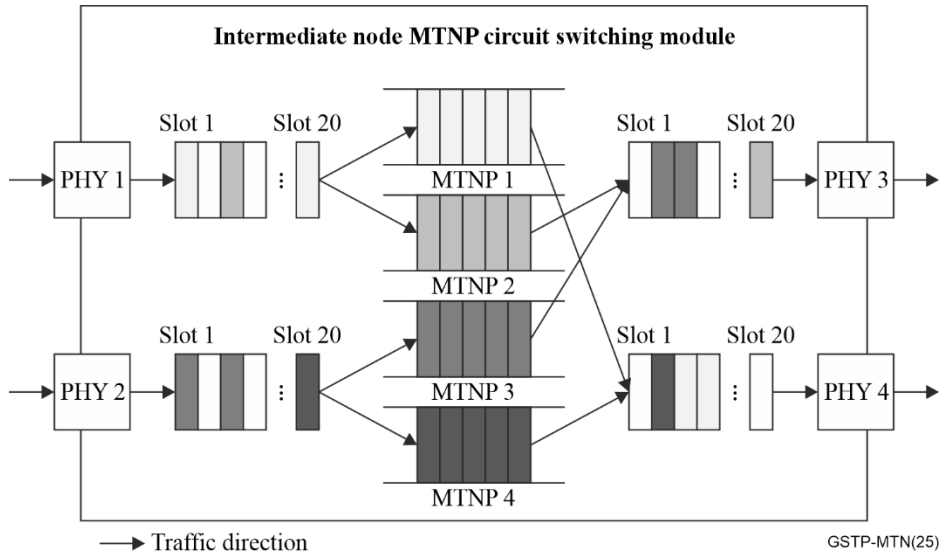 Intermediate node MTNP circuit switching module
Slot 1 Slot 20 Slot 1 Slot 20
PHY 1 ... MTNP 1 ... PHY 3
MTNP 2
Slot 1 Slot 20 Slot 1 Slot 20
PHY 2 ... MTNP 3 ... PHY 4
MTNP 4
Traffic direction
GSTP-MTN(25)